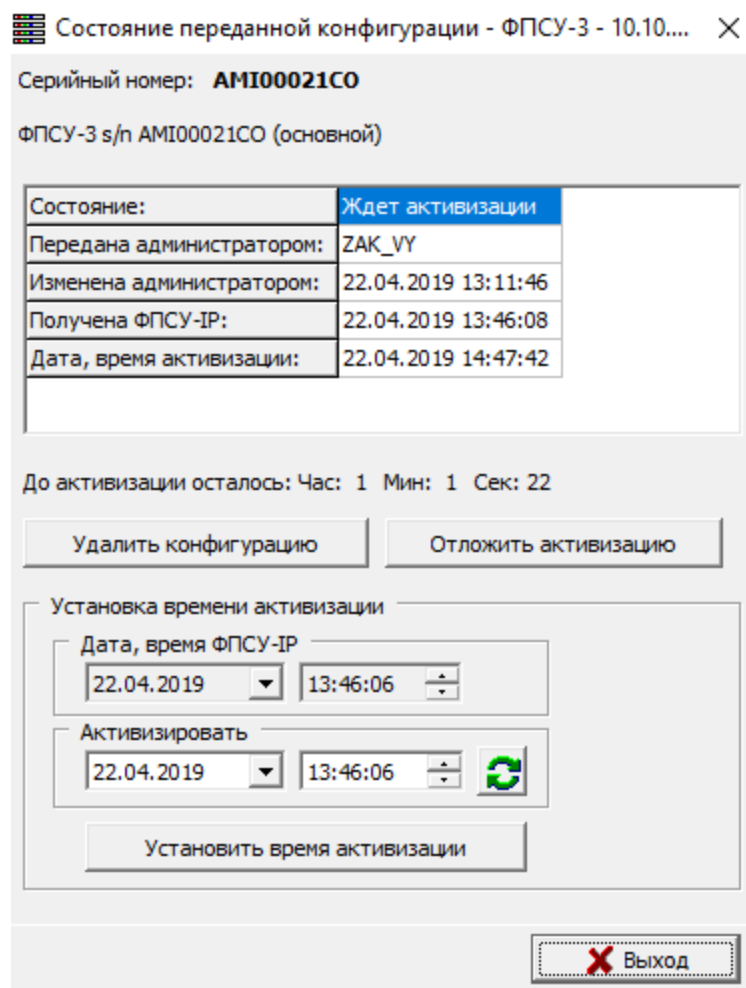 Состояние переданной конфигурации - ФПСУ-3 - 10.10....
Серийный номер: AMI00021CO
ФПСУ-3 s/n AMI00021CO (основной)
Состояние: Ждет активизации
Передана администратором: ZAK_VY
Изменена администратором: 22.04.2019 13:11:46
Получена ФПСУ-IP: 22.04.2019 13:46:08
Дата, время активизации: 22.04.2019 14:47:42
До активизации осталось: Час: 1 Мин: 1 Сек: 22
Удалить конфигурацию Отложить активизацию
Установка времени активизации
Дата, время ФПСУ-IP
22.04.2019 13:46:06
Активизировать
22.04.2019 13:46:06
Установить время активизации
Выход